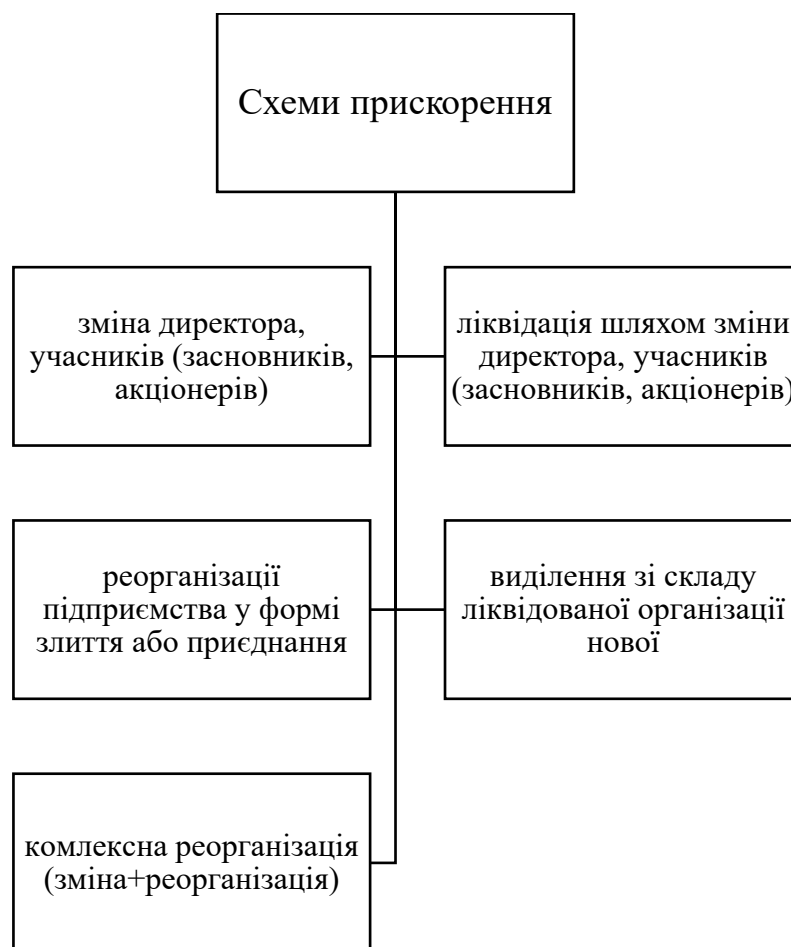 Схеми прискорення
зміна директора,
учасників (засновників,
акціонерів)
ліквідація шляхом зміни
директора, учасників
(засновників, акціонерів)
реорганізації
підприємства у формі
злиття або приєднання
виділення зі складу
ліквідованої організації
нової
комлексна реорганізація
(зміна+реорганізація)